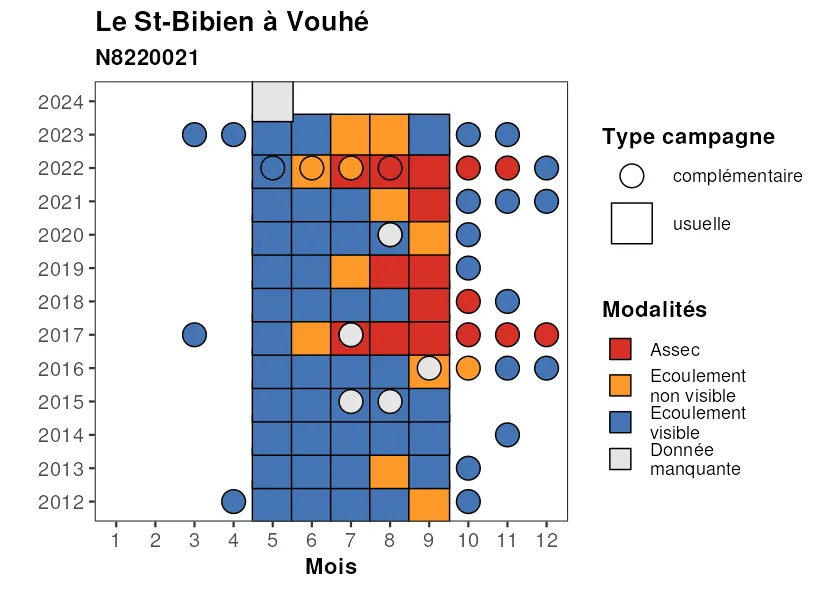 Le St-Bibien à Vouhé
N8220021
2024
2023
2022
2021
2020
2019
2018
2017
2016
2015
2014
2013
2012
1 2 3 4 5 6 7 8 9 10 11 12
Mois
Type campagne
complémentaire
usuelle
Modalités
Assec
Ecoulement
non visible
Ecoulement
visible
Donnée
manquante